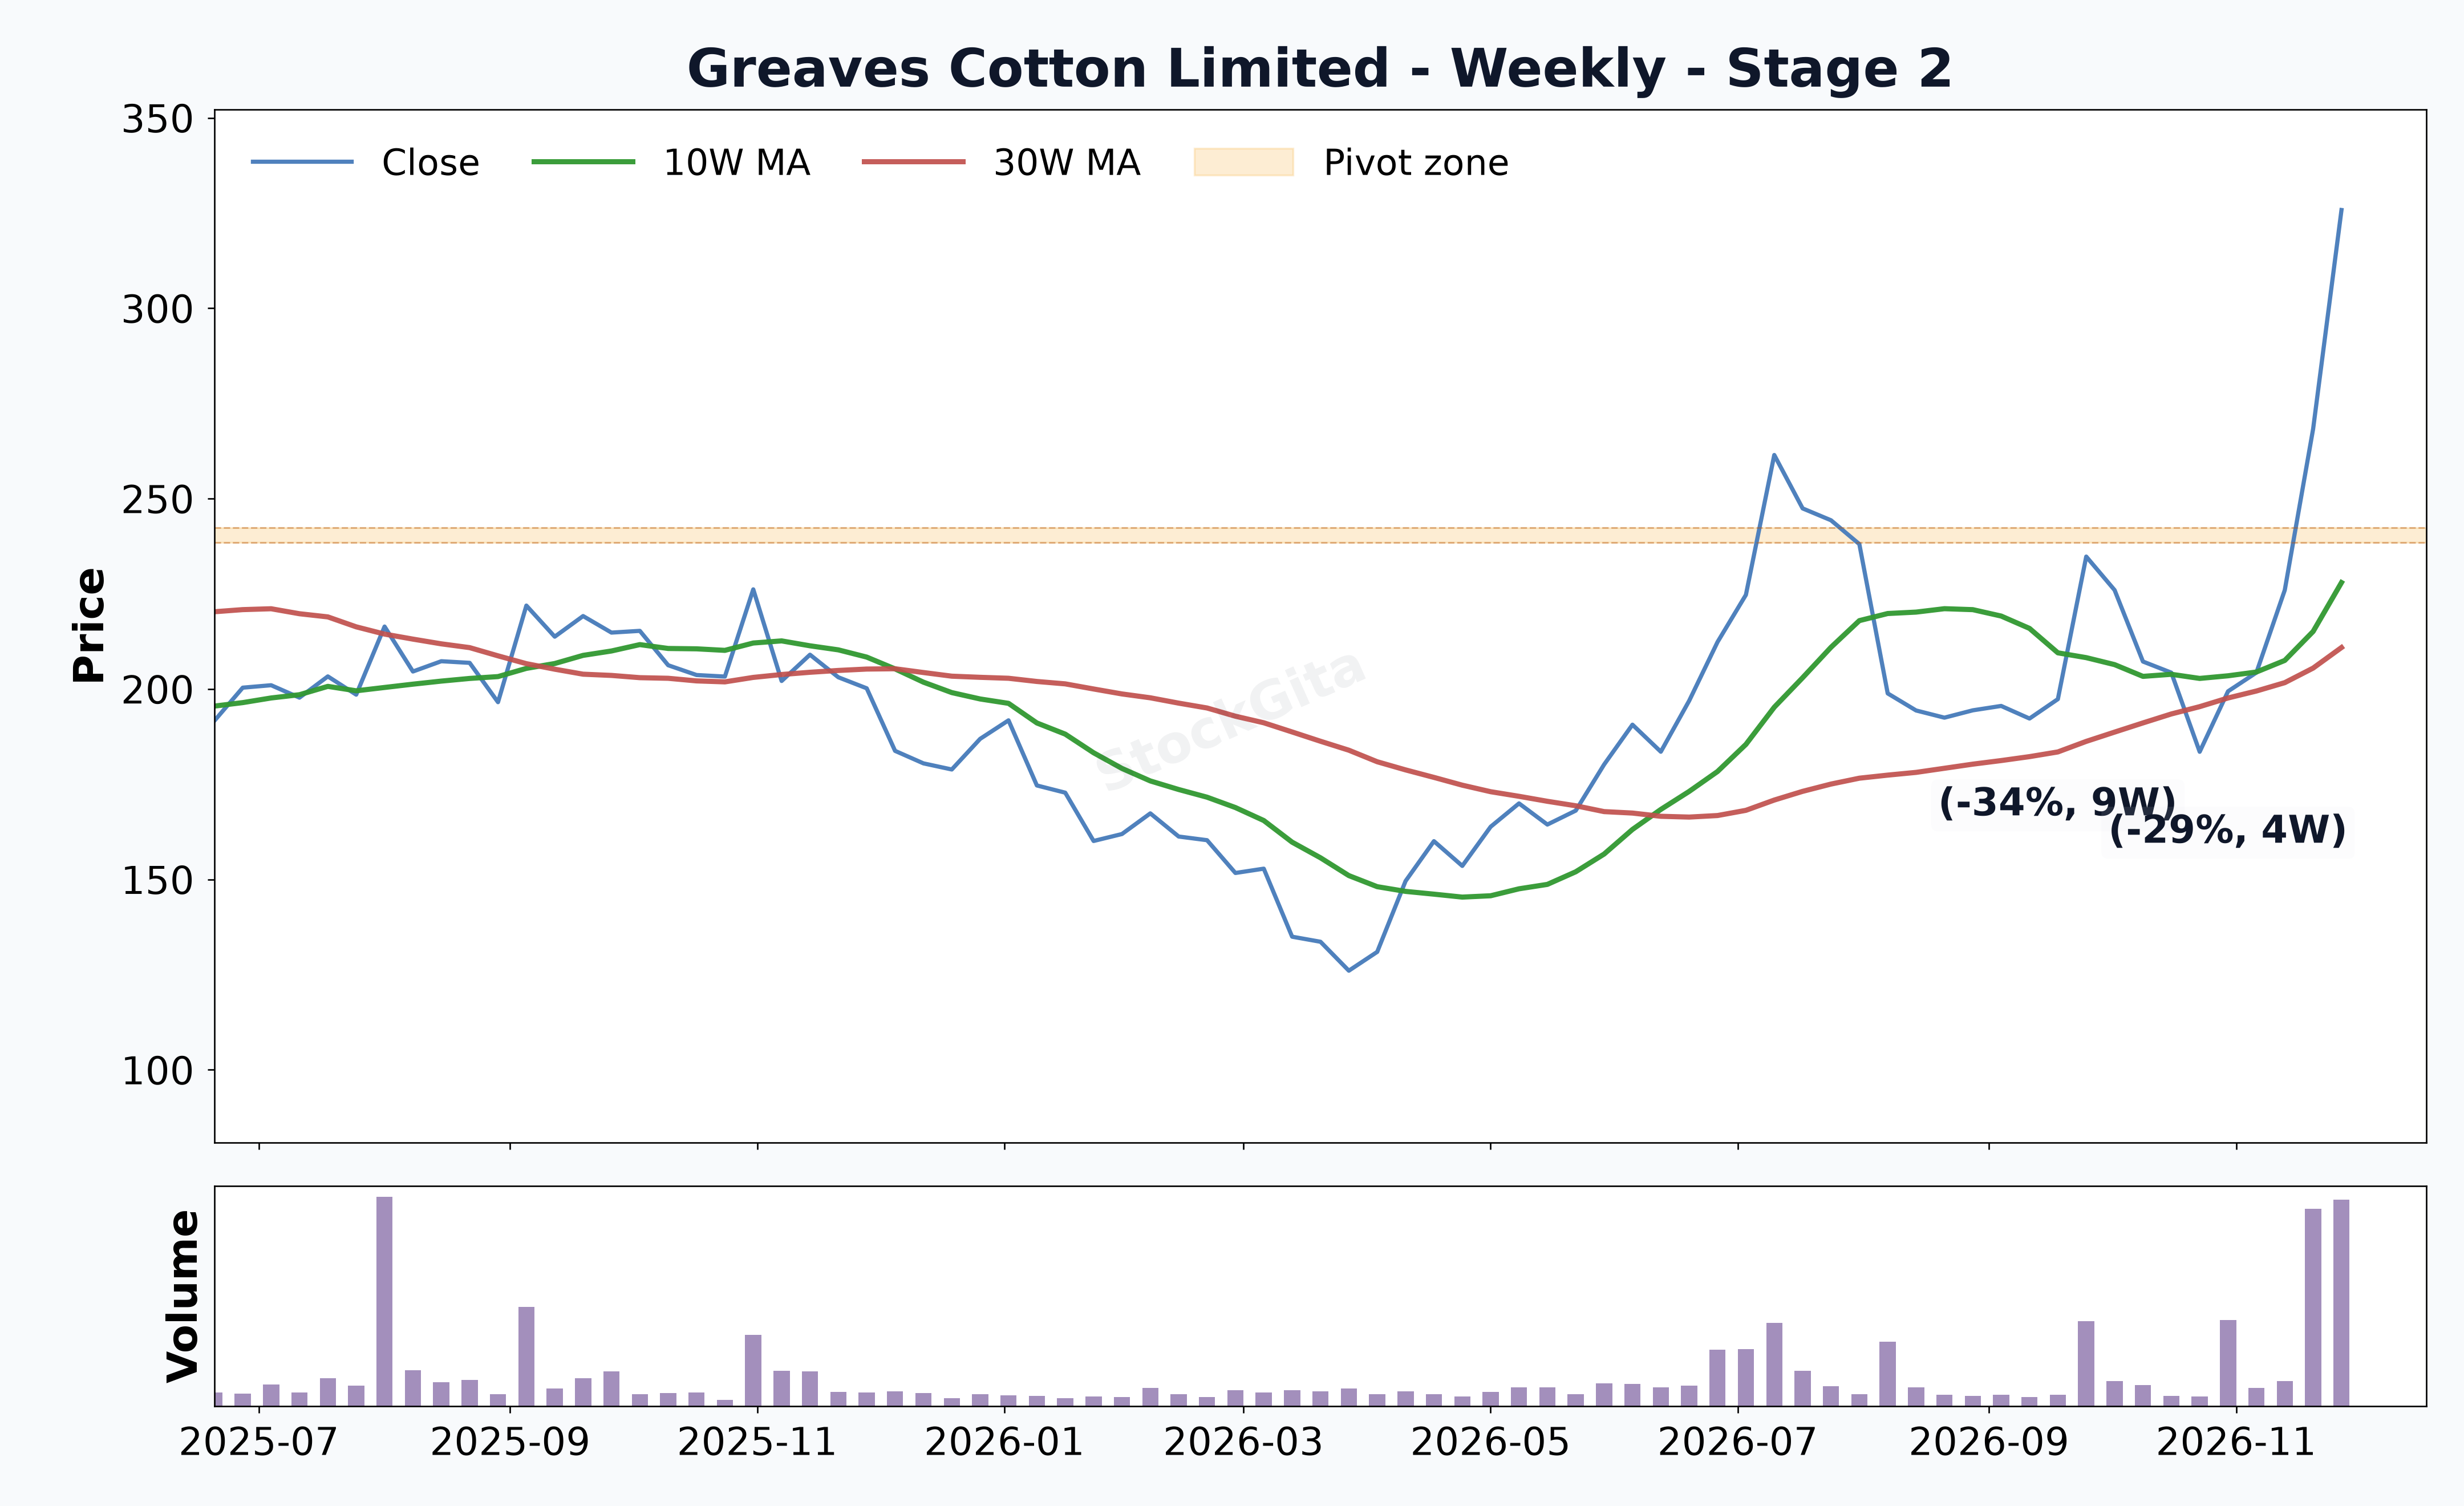 Greaves Cotton Limited - Weekly - Stage 2
Close
10W MA
30W MA
Pivot zone
Price
350
300
250
200
150
100
StockGita
(-34%, 9W)
(-29%, 4W)
Volume
2025-07
2025-09
2025-11
2026-01
2026-03
2026-05
2026-07
2026-09
2026-11